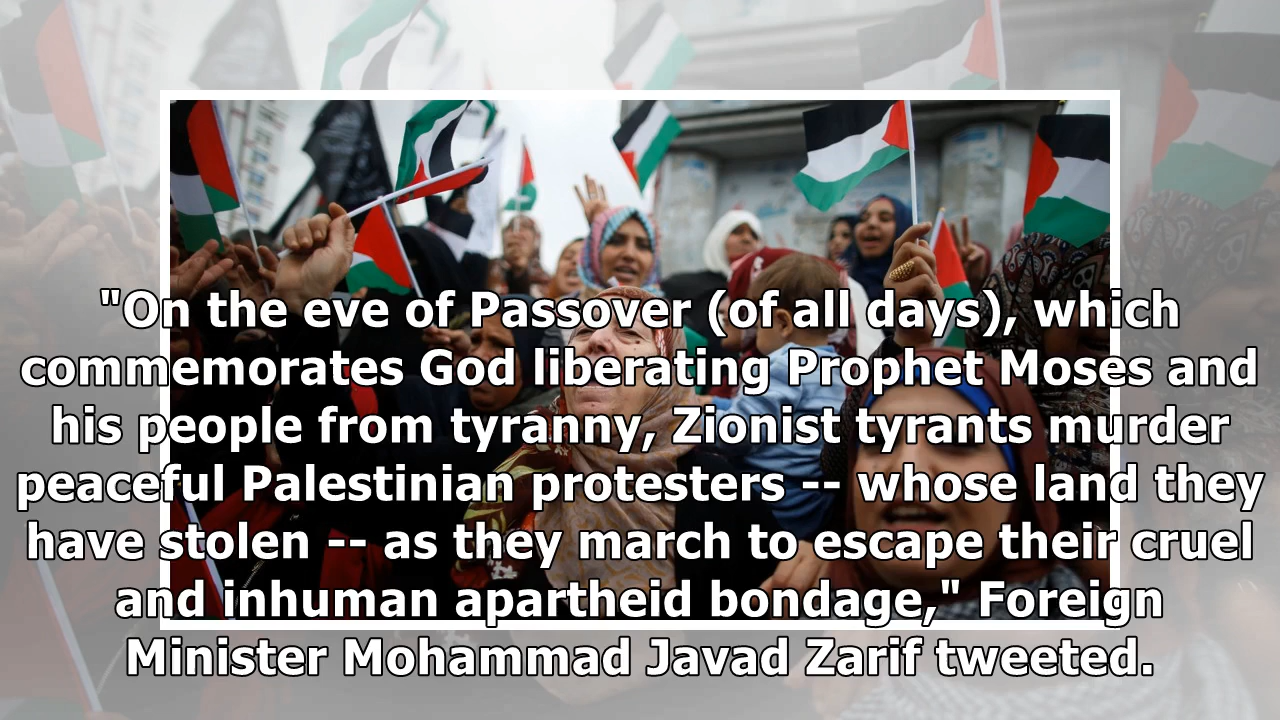 "On the eve of Passover (of all days), which
commemorates God liberating Prophet Moses and
his people from tyranny, Zionist tyrants murder
peaceful Palestinian protesters -- whose land they
have stolen -- as they march to escape their cruel
and inhuman apartheid bondage," Foreign
Minister Mohammad Javad Zarif tweeted.